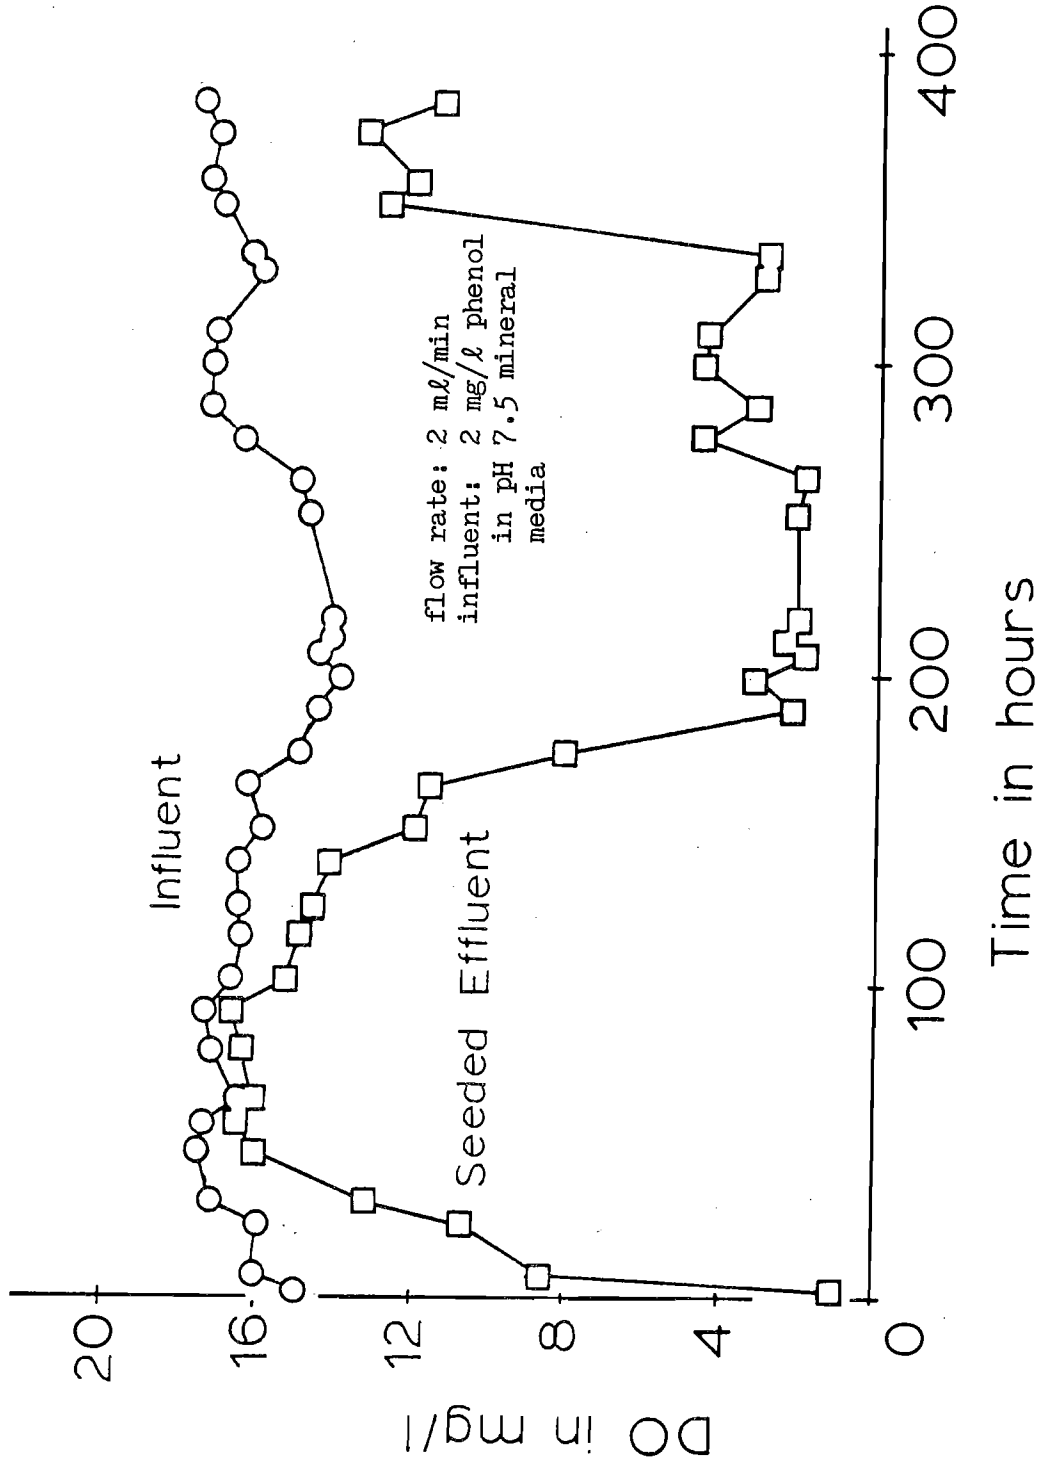 DO in mg/l
20
16
12
8
4
0
100
200
300
400
Time in hours
Influent
Seeded Effluent
flow rate: 2 mℓ/min
influent: 2 mg/ℓ phenol
in pH 7.5 mineral
media